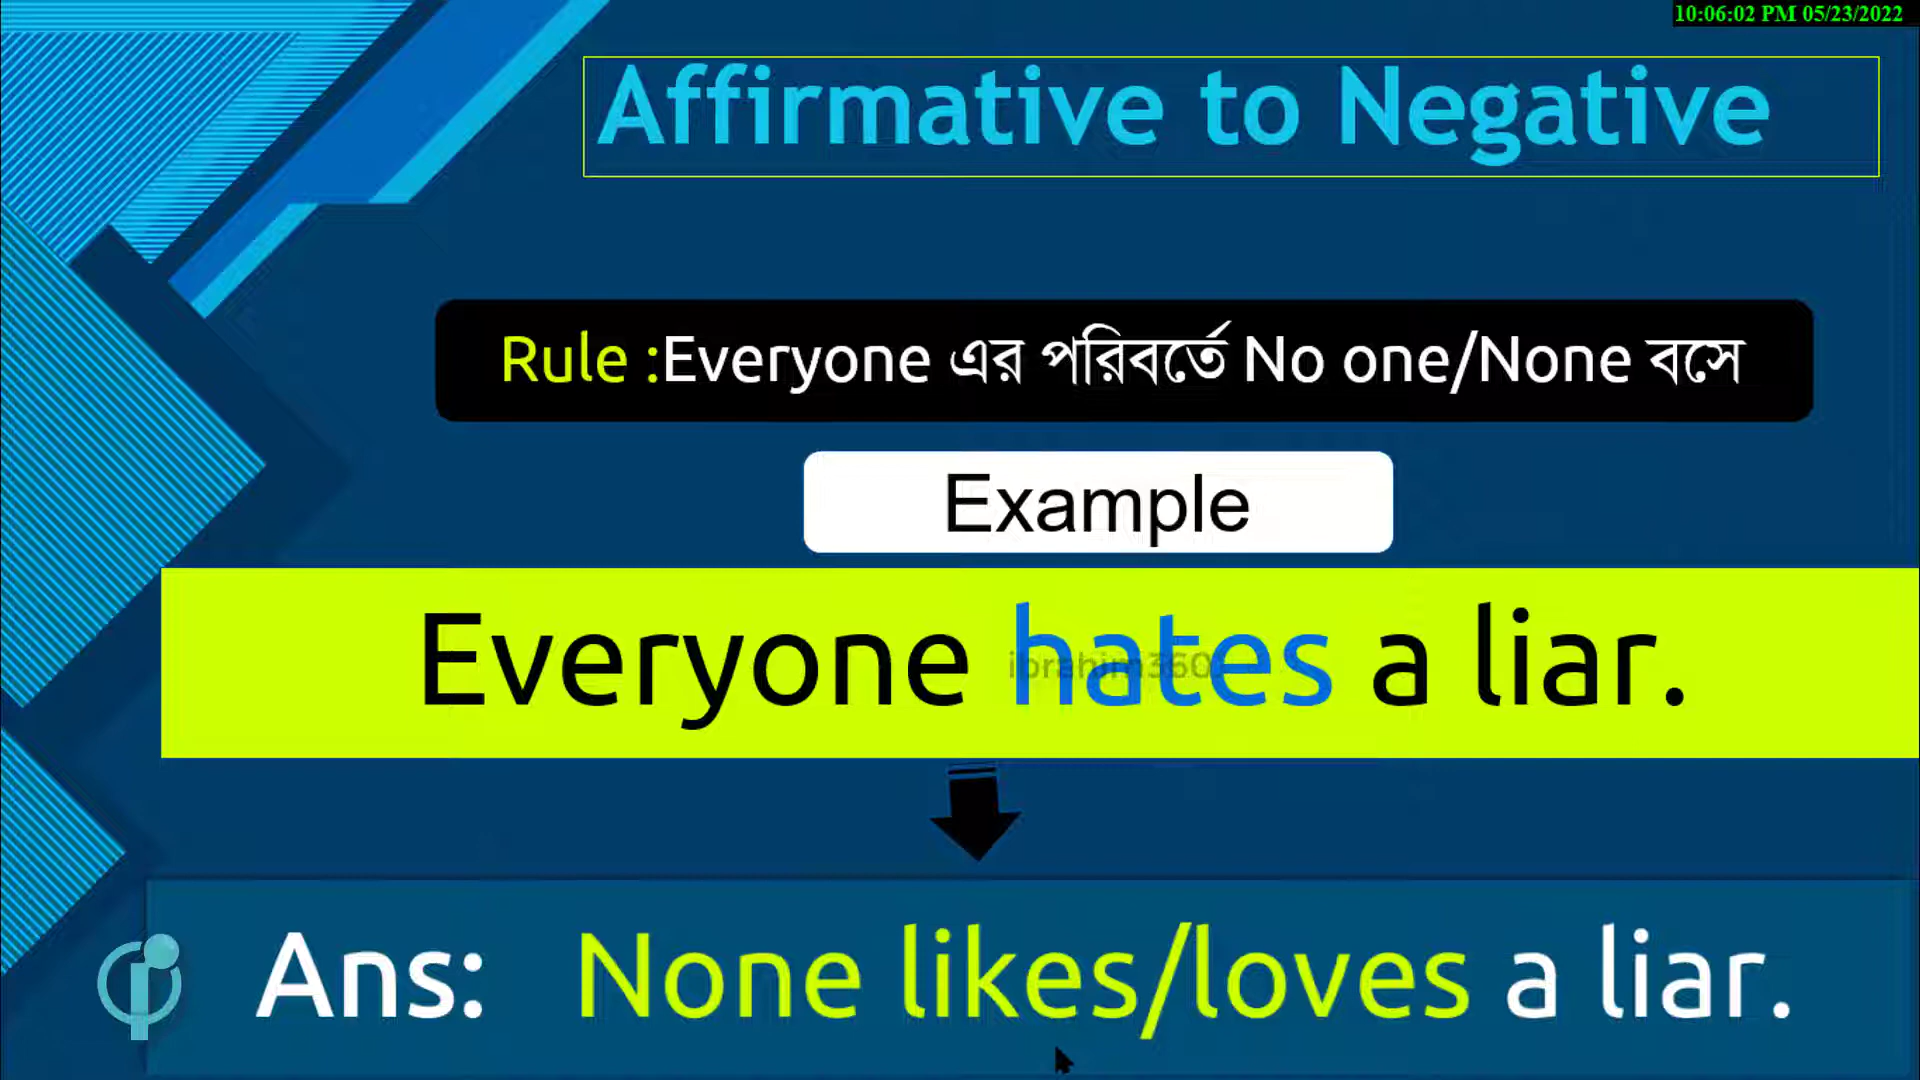 10:06:02 PM 05/23/2022
Affirmative to Negative
Rule :Everyone এর পরিবর্তে No one/None বসে
Example
Everyone hates a liar.
ibrahim360
Ans: None likes/loves a liar.